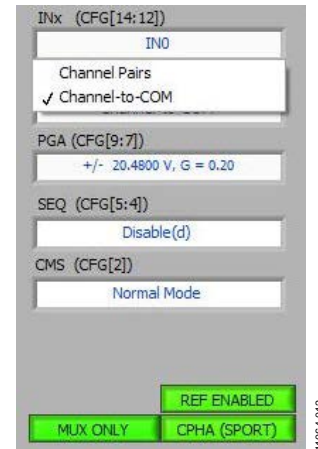 INx (CFG[14:12])
IN0
Channel Pairs
✓ Channel-to-COM
PGA (CFG[9:7])
+/- 20.4800 V, G = 0.20
SEQ (CFG[5:4])
Disable(d)
CMS (CFG[2])
Normal Mode
REF ENABLED
MUX ONLY
CPHA (SPORT)